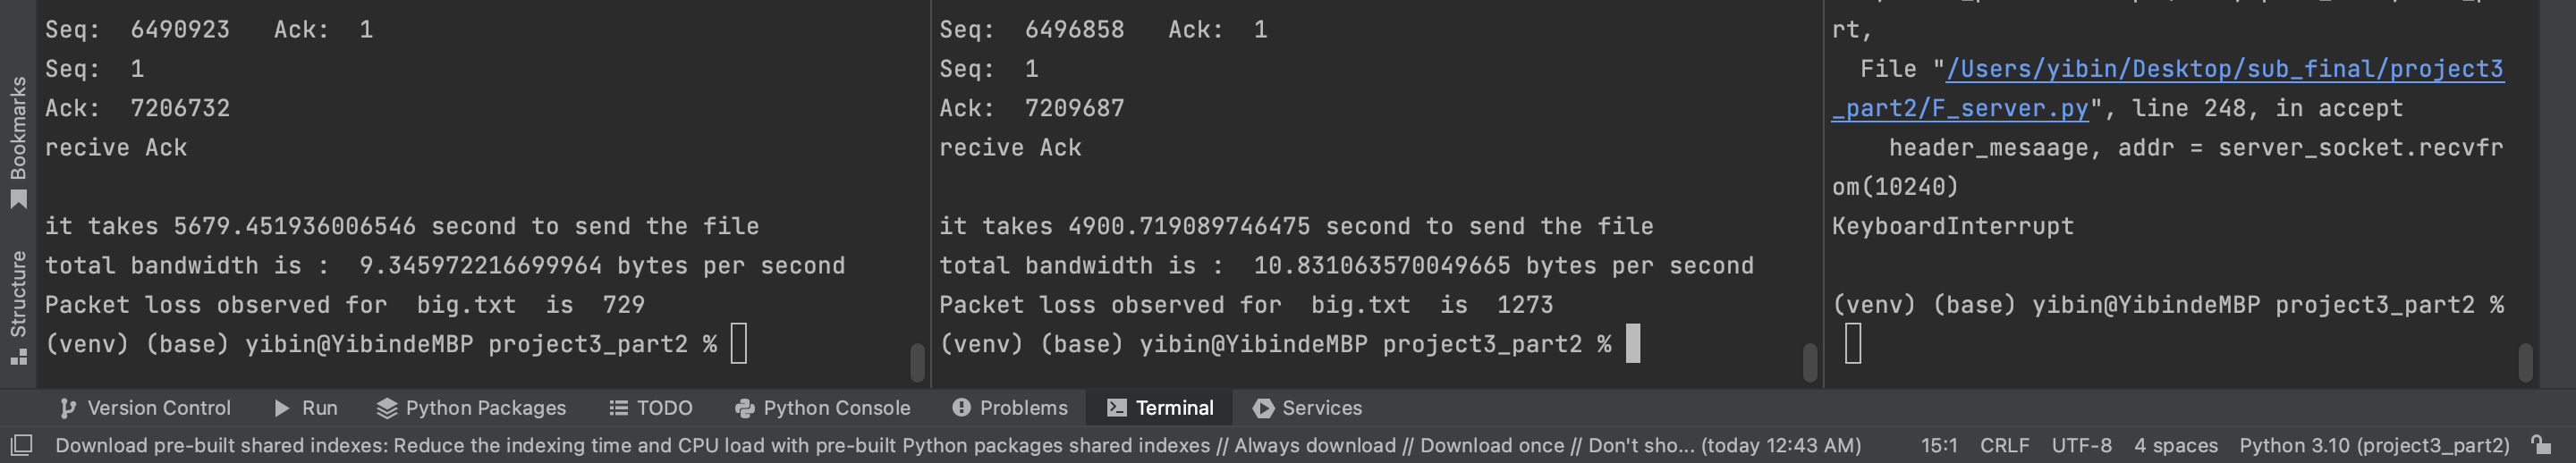 Bookmarks
Structure
Seq:  6490923   Ack:  1
Seq:  1
Ack:  7206732
recive Ack
it takes 5679.451936006546 second to send the file
total bandwidth is :  9.345972216699964 bytes per second
Packet loss observed for  big.txt  is  729
(venv) (base) yibin@YibindeMBP project3_part2 %
Seq:  6496858   Ack:  1
Seq:  1
Ack:  7209687
recive Ack
it takes 4900.719089746475 second to send the file
total bandwidth is :  10.831063570049665 bytes per second
Packet loss observed for  big.txt  is  1273
(venv) (base) yibin@YibindeMBP project3_part2 %
rt,
File "/Users/yibin/Desktop/sub_final/project3
_part2/F_server.py", line 248, in accept
header_mesaage, addr = server_socket.recvfr
om(10240)
KeyboardInterrupt
(venv) (base) yibin@YibindeMBP project3_part2 %
Version Control Run Python Packages TODO Python Console Problems Terminal Services
Download pre-built shared indexes: Reduce the indexing time and CPU load with pre-built Python packages shared indexes // Always download // Download once // Don't sho... (today 12:43 AM) 15:1 CRLF UTF-8 4 spaces Python 3.10 (project3_part2)